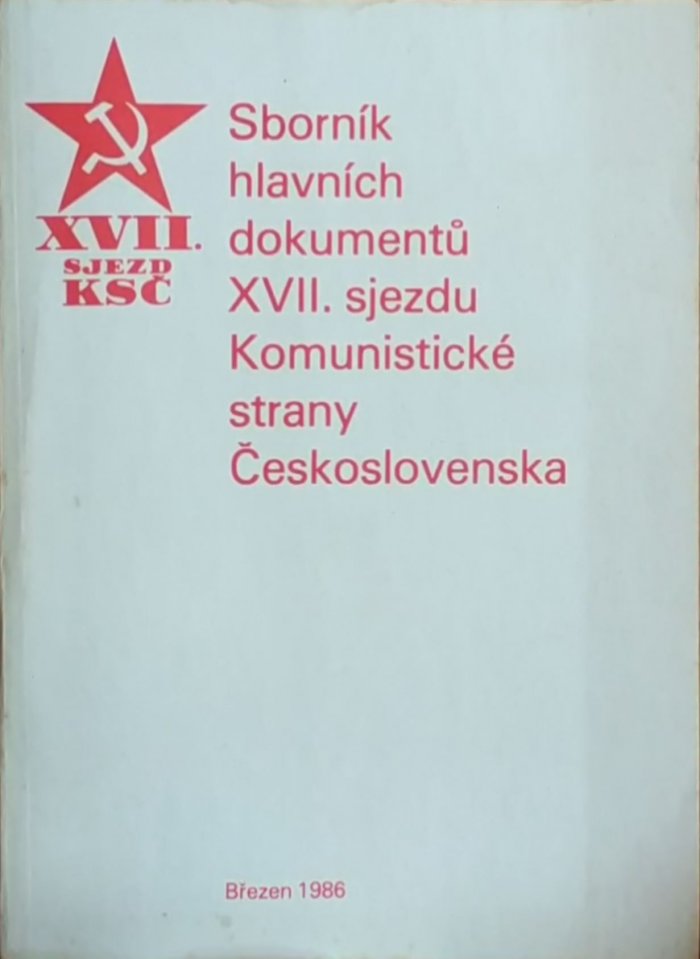 XVII.
SJEZD
KSČ
Sborník
hlavních
dokumentů
XVII. sjezdu
Komunistické
strany
Československa
Březen 1986